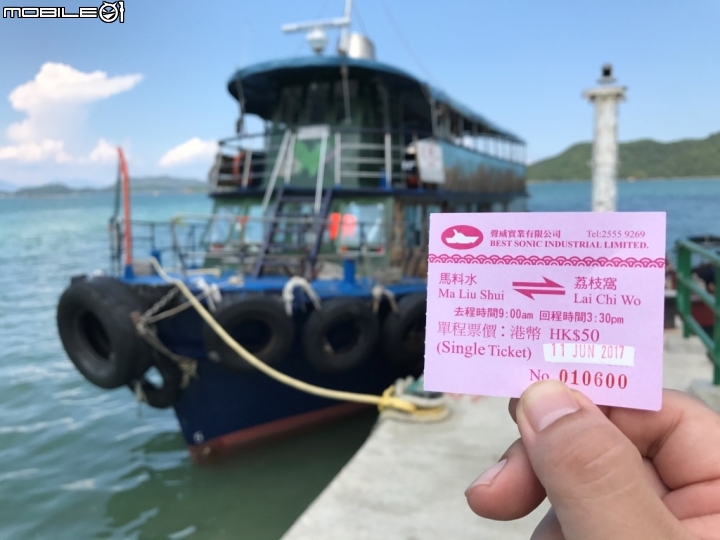 MOBILE01
聲威實業有限公司 Tel:2555 9269
BEST SONIC INDUSTRIAL LIMITED.
馬料水 荔枝窩
Ma Liu Shui Lai Chi Wo
去程時間9:00am 回程時間3:30pm
單程票價：港幣 HK$50
(Single Ticket) 11 JUN 2017
No. 010600